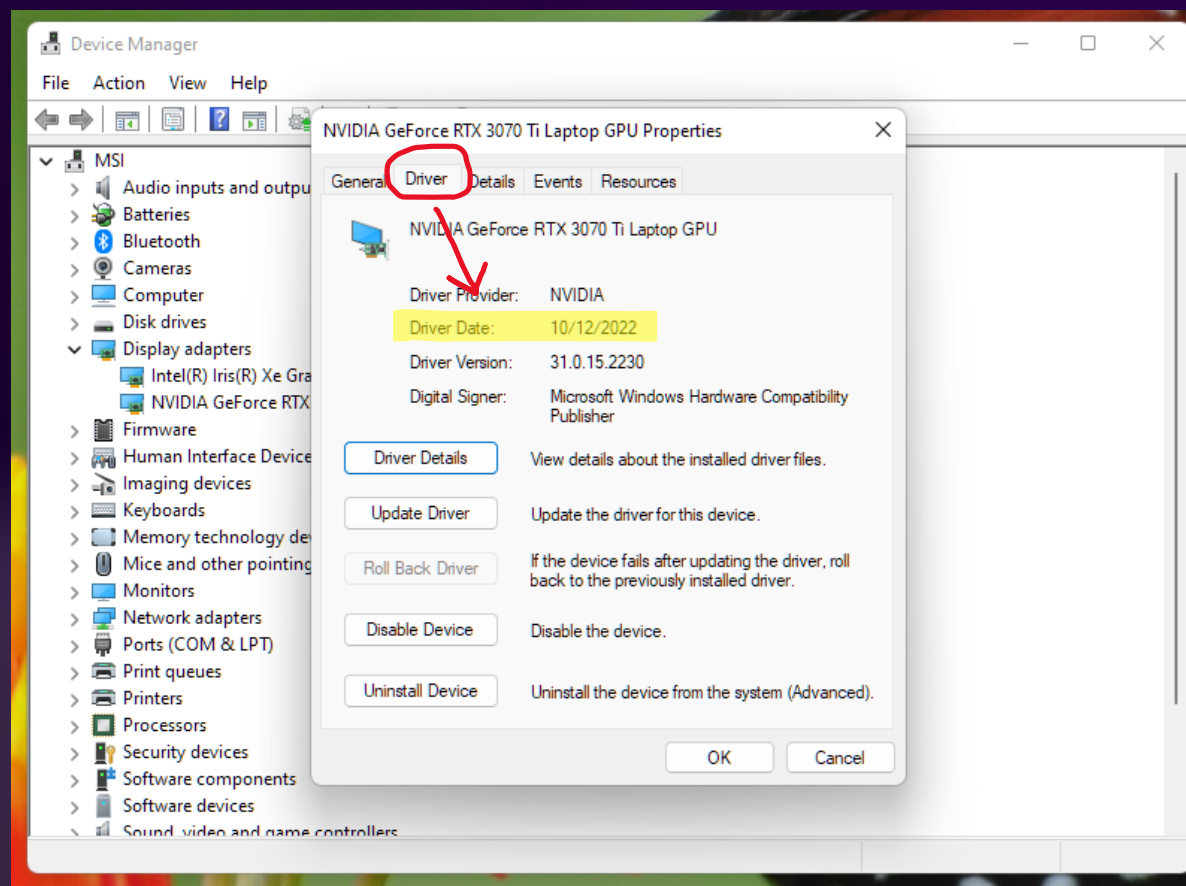 Device Manager
File Action View Help
NVIDIA GeForce RTX 3070 Ti Laptop GPU Properties
MSI
Audio inputs and outpu
Batteries
Bluetooth
Cameras
Computer
Disk drives
Display adapters
Intel(R) Iris(R) Xe Gra
NVIDIA GeForce RTX
Firmware
Human Interface Device
Imaging devices
Keyboards
Memory technology de
Mice and other pointing
Monitors
Network adapters
Ports (COM & LPT)
Print queues
Printers
Processors
Security devices
Software components
Software devices
Sound, video and game controllers
General Driver Details Events Resources
NVIDIA GeForce RTX 3070 Ti Laptop GPU
Driver Provider: NVIDIA
Driver Date: 10/12/2022
Driver Version: 31.0.15.2230
Digital Signer: Microsoft Windows Hardware Compatibility
Publisher
Driver Details View details about the installed driver files.
Update Driver Update the driver for this device.
Roll Back Driver If the device fails after updating the driver, roll
back to the previously installed driver.
Disable Device Disable the device.
Uninstall Device Uninstall the device from the system (Advanced).
OK Cancel